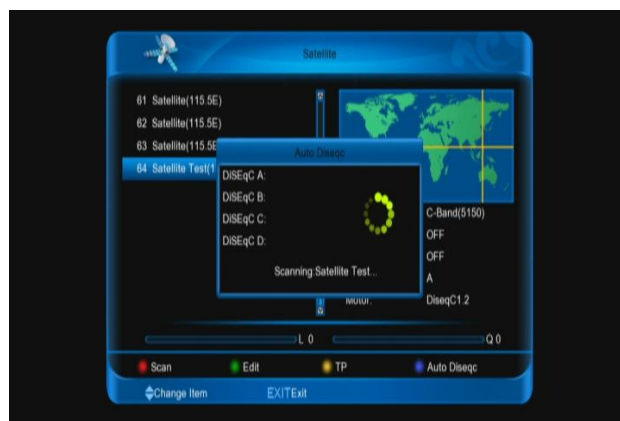 Satellite
61 Satellite(115.5E)
62 Satellite(115.5E)
63 Satellite(115.5E
64 Satellite Test(1
Auto Diseqc
DiSEqC A:
DiSEqC B:
DiSEqC C:
DiSEqC D:
Scanning:Satellite Test...
C-Band(5150)
OFF
OFF
A
Motor: DiseqC1.2
L 0 Q 0
Scan Edit TP Auto Diseqc
Change Item EXIT Exit